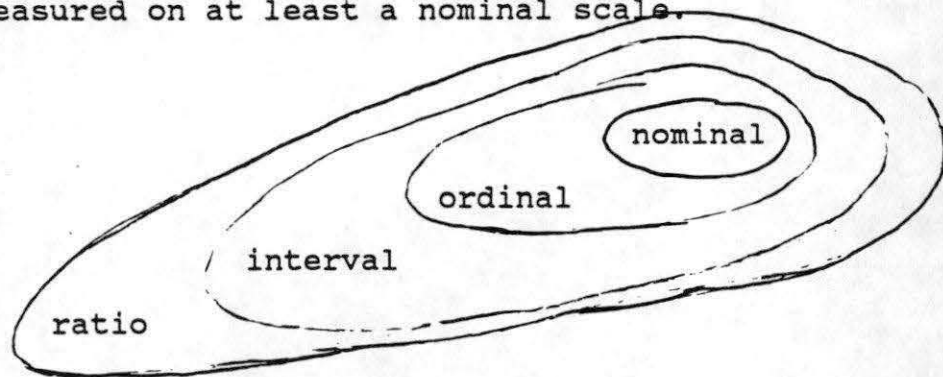 easured on at least a nominal scale.
nominal
ordinal
interval
ratio